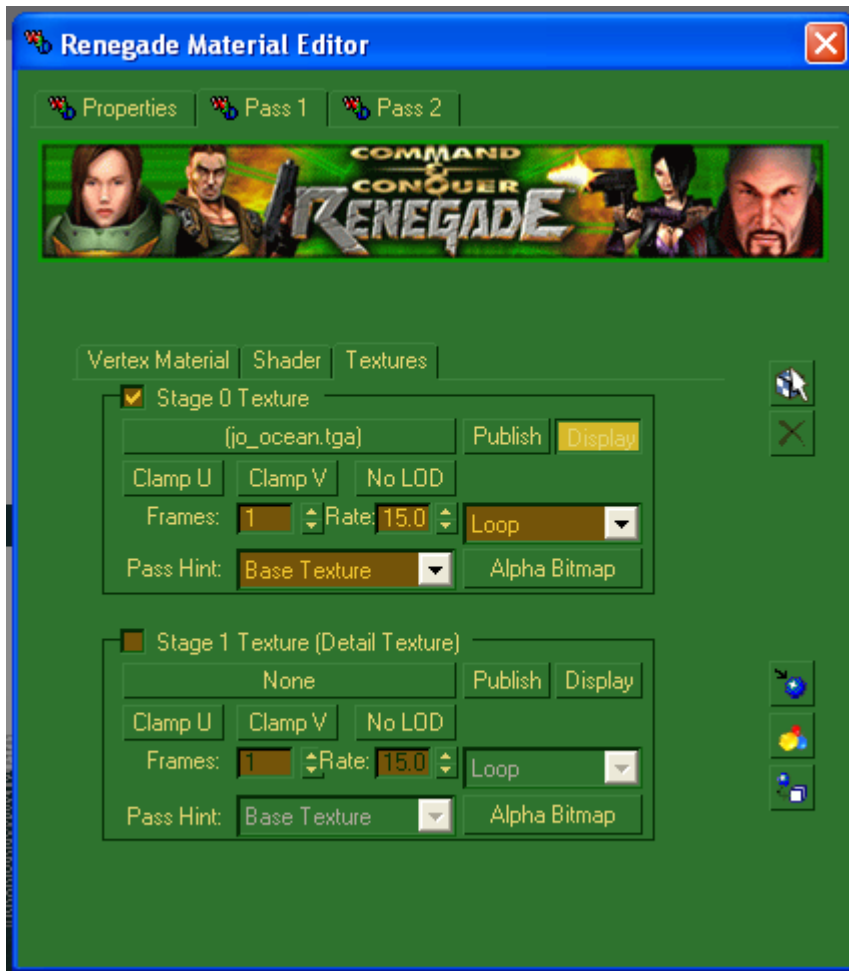 Renegade Material Editor
Properties Pass 1 Pass 2
COMMAND
&
CONQUER
RENEGADE
Vertex Material Shader Textures
Stage 0 Texture
(jo_ocean.tga) Publish Display
Clamp U Clamp V No LOD
Frames: 1 Rate: 15.0 Loop
Pass Hint: Base Texture Alpha Bitmap
Stage 1 Texture (Detail Texture)
None Publish Display
Clamp U Clamp V No LOD
Frames: 1 Rate: 15.0 Loop
Pass Hint: Base Texture Alpha Bitmap